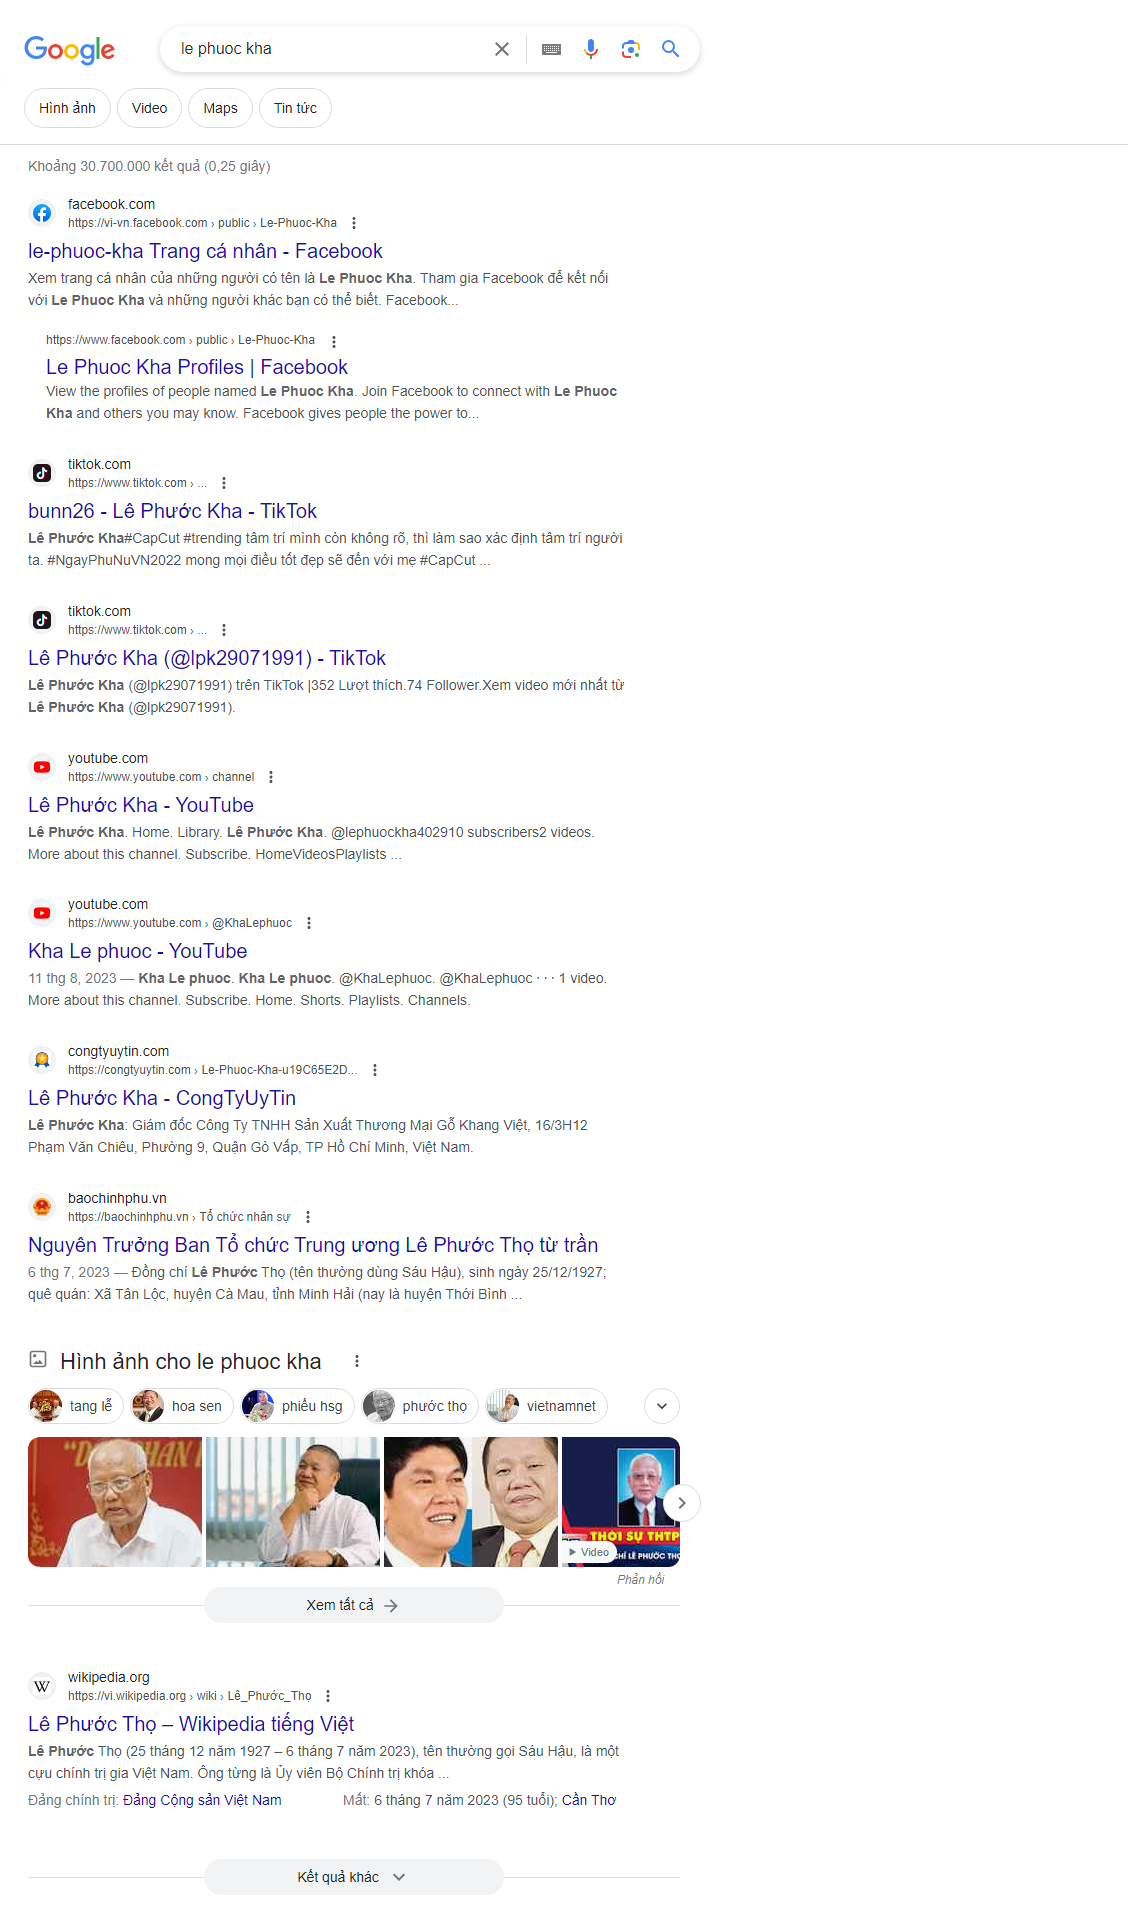 Google
le phuoc kha
Hình ảnh
Video
Maps
Tin tức
Khoảng 30.700.000 kết quả (0,25 giây)
facebook.com
https://vi-vn.facebook.com › public › Le-Phuoc-Kha
le-phuoc-kha Trang cá nhân - Facebook
Xem trang cá nhân của những người có tên là Le Phuoc Kha. Tham gia Facebook để kết nối
với Le Phuoc Kha và những người khác bạn có thể biết. Facebook...
https://www.facebook.com › public › Le-Phuoc-Kha
Le Phuoc Kha Profiles | Facebook
View the profiles of people named Le Phuoc Kha. Join Facebook to connect with Le Phuoc
Kha and others you may know. Facebook gives people the power to...
tiktok.com
https://www.tiktok.com › ...
bunn26 - Lê Phước Kha - TikTok
Lê Phước Kha#CapCut #trending tâm trí mình còn không rõ, thì làm sao xác định tâm trí người
ta. #NgayPhuNuVN2022 mong mọi điều tốt đẹp sẽ đến với mẹ #CapCut ...
tiktok.com
https://www.tiktok.com › ...
Lê Phước Kha (@lpk29071991) - TikTok
Lê Phước Kha (@lpk29071991) trên TikTok |352 Lượt thích.74 Follower.Xem video mới nhất từ
Lê Phước Kha (@lpk29071991).
youtube.com
https://www.youtube.com › channel
Lê Phước Kha - YouTube
Lê Phước Kha. Home. Library. Lê Phước Kha. @lephuockha402910 subscribers2 videos.
More about this channel. Subscribe. HomeVideosPlaylists ...
youtube.com
https://www.youtube.com › @KhaLephuoc
Kha Le phuoc - YouTube
11 thg 8, 2023 — Kha Le phuoc. Kha Le phuoc. @KhaLephuoc. @KhaLephuoc · · · 1 video.
More about this channel. Subscribe. Home. Shorts. Playlists. Channels.
congtyuytin.com
https://congtyuytin.com › Le-Phuoc-Kha-u19C65E2D...
Lê Phước Kha - CongTyUyTin
Lê Phước Kha: Giám đốc Công Ty TNHH Sản Xuất Thương Mại Gỗ Khang Việt, 16/3H12
Phạm Văn Chiêu, Phường 9, Quận Gò Vấp, TP Hồ Chí Minh, Việt Nam.
baochinhphu.vn
https://baochinhphu.vn › Tổ chức nhân sự
Nguyên Trưởng Ban Tổ chức Trung ương Lê Phước Thọ từ trần
6 thg 7, 2023 — Đồng chí Lê Phước Thọ (tên thường dùng Sáu Hậu), sinh ngày 25/12/1927;
quê quán: Xã Tân Lộc, huyện Cà Mau, tỉnh Minh Hải (nay là huyện Thới Bình ...
Hình ảnh cho le phuoc kha
tang lễ
hoa sen
phiếu hsg
phước thọ
vietnamnet
THỜI SỰ THTP
Video
CHÍ LÊ PHƯỚC THỌ
Phản hồi
Xem tất cả
wikipedia.org
https://vi.wikipedia.org › wiki › Lê_Phước_Thọ
Lê Phước Thọ – Wikipedia tiếng Việt
Lê Phước Thọ (25 tháng 12 năm 1927 – 6 tháng 7 năm 2023), tên thường gọi Sáu Hậu, là một
cựu chính trị gia Việt Nam. Ông từng là Ủy viên Bộ Chính trị khóa ...
Đảng chính trị: Đảng Cộng sản Việt Nam
Mất: 6 tháng 7 năm 2023 (95 tuổi); Cần Thơ
Kết quả khác